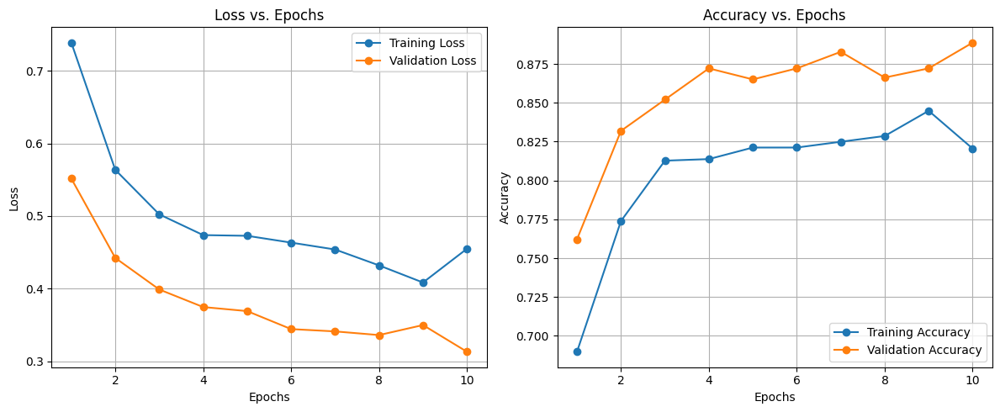 Loss vs. Epochs
Training Loss
Validation Loss
0.7
0.6
0.5
0.4
0.3
Loss
2 4 6 8 10
Epochs
Accuracy vs. Epochs
0.875
0.850
0.825
0.800
0.775
0.750
0.725
0.700
Accuracy
Training Accuracy
Validation Accuracy
2 4 6 8 10
Epochs